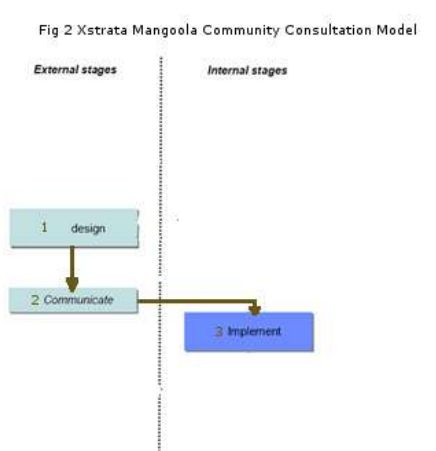 Fig 2 Xstrata Mangoola Community Consultation Model
External stages
Internal stages
1 design
2 Communicate
3 Implement